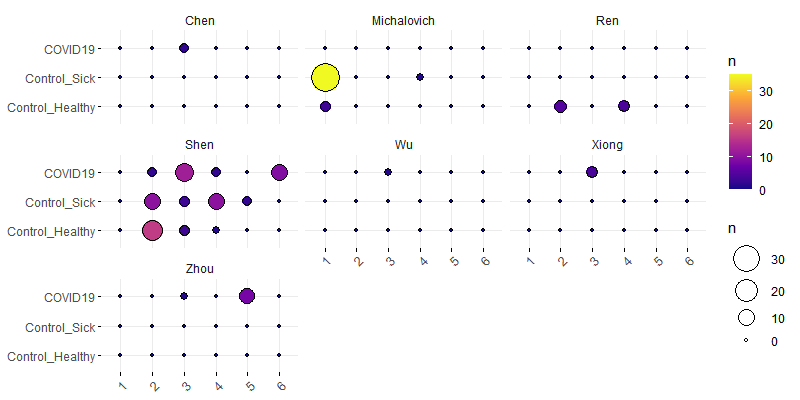 Chen
Michalovich
Ren
COVID19
Control_Sick
Control_Healthy
Shen
Wu
Xiong
COVID19
Control_Sick
Control_Healthy
1 2 3 4 5 6
1 2 3 4 5 6
Zhou
COVID19
Control_Sick
Control_Healthy
1 2 3 4 5 6
n
30
20
10
0
n
30
20
10
0